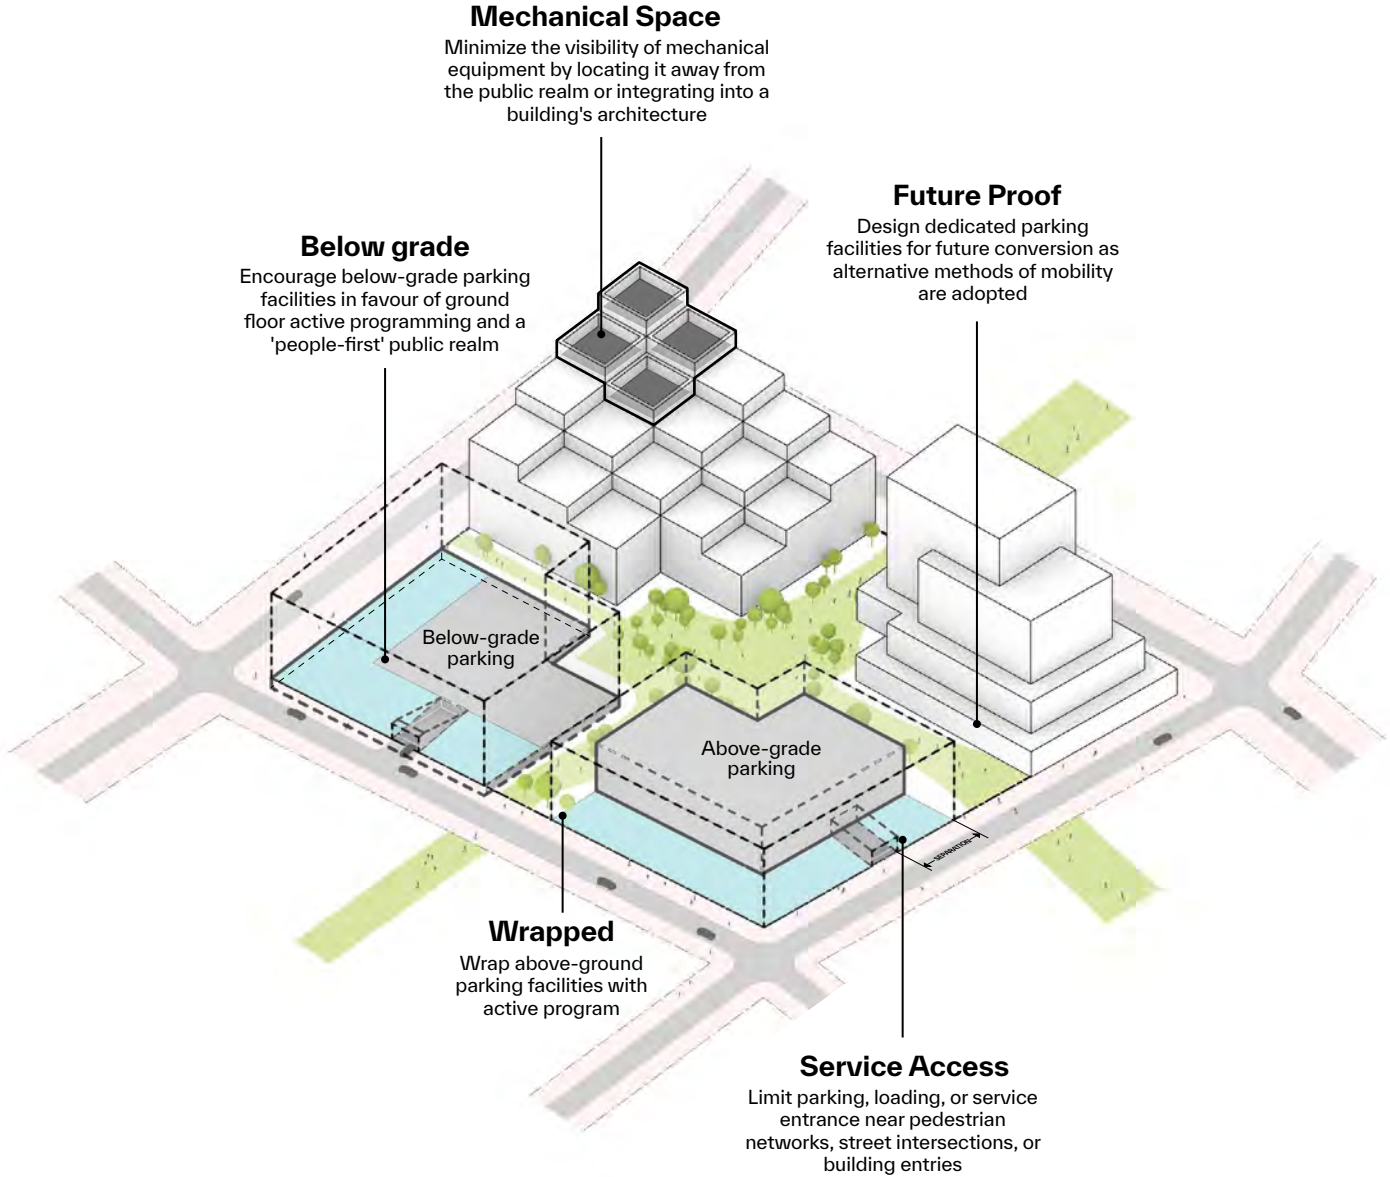 Mechanical Space
Minimize the visibility of mechanical
equipment by locating it away from
the public realm or integrating into a
building's architecture
Future Proof
Design dedicated parking
facilities for future conversion as
alternative methods of mobility
are adopted
Below grade
Encourage below-grade parking
facilities in favour of ground
floor active programming and a
'people-first' public realm
Below-grade
parking
Above-grade
parking
SEPARATION
Wrapped
Wrap above-ground
parking facilities with
active program
Service Access
Limit parking, loading, or service
entrance near pedestrian
networks, street intersections, or
building entries